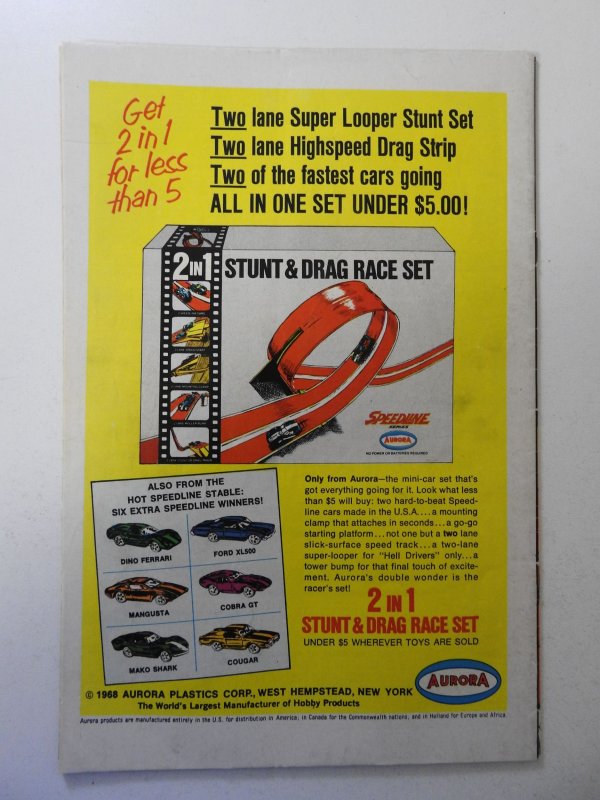 Get
2 in 1
for less
than 5
Two lane Super Looper Stunt Set
Two lane Highspeed Drag Strip
Two of the fastest cars going
ALL IN ONE SET UNDER $5.00!
2 IN 1 STUNT & DRAG RACE SET
SPEEDLINE
SERIES
AURORA
NO POWER OR BATTERIES REQUIRED
ALSO FROM THE
HOT SPEEDLINE STABLE:
SIX EXTRA SPEEDLINE WINNERS!
DINO FERRARI
FORD XL500
MANGUSTA
COBRA GT
MAKO SHARK
COUGAR
Only from Aurora—the mini-car set that's
got everything going for it. Look what less
than $5 will buy: two hard-to-beat Speed-
line cars made in the U.S.A....a mounting
clamp that attaches in seconds...a go-go
starting platform...not one but a two lane
slick-surface speed track...a two-lane
super-looper for "Hell Drivers" only...a
tower bump for that final touch of excite-
ment. Aurora's double wonder is the
racer's set!
2 IN 1
STUNT & DRAG RACE SET
UNDER $5 WHEREVER TOYS ARE SOLD
AURORA
© 1968 AURORA PLASTICS CORP., WEST HEMPSTEAD, NEW YORK
The World's Largest Manufacturer of Hobby Products
Aurora products are manufactured entirely in the U.S. for distribution in America; in Canada for the Commonwealth nations; and in Holland for Europe and Africa.